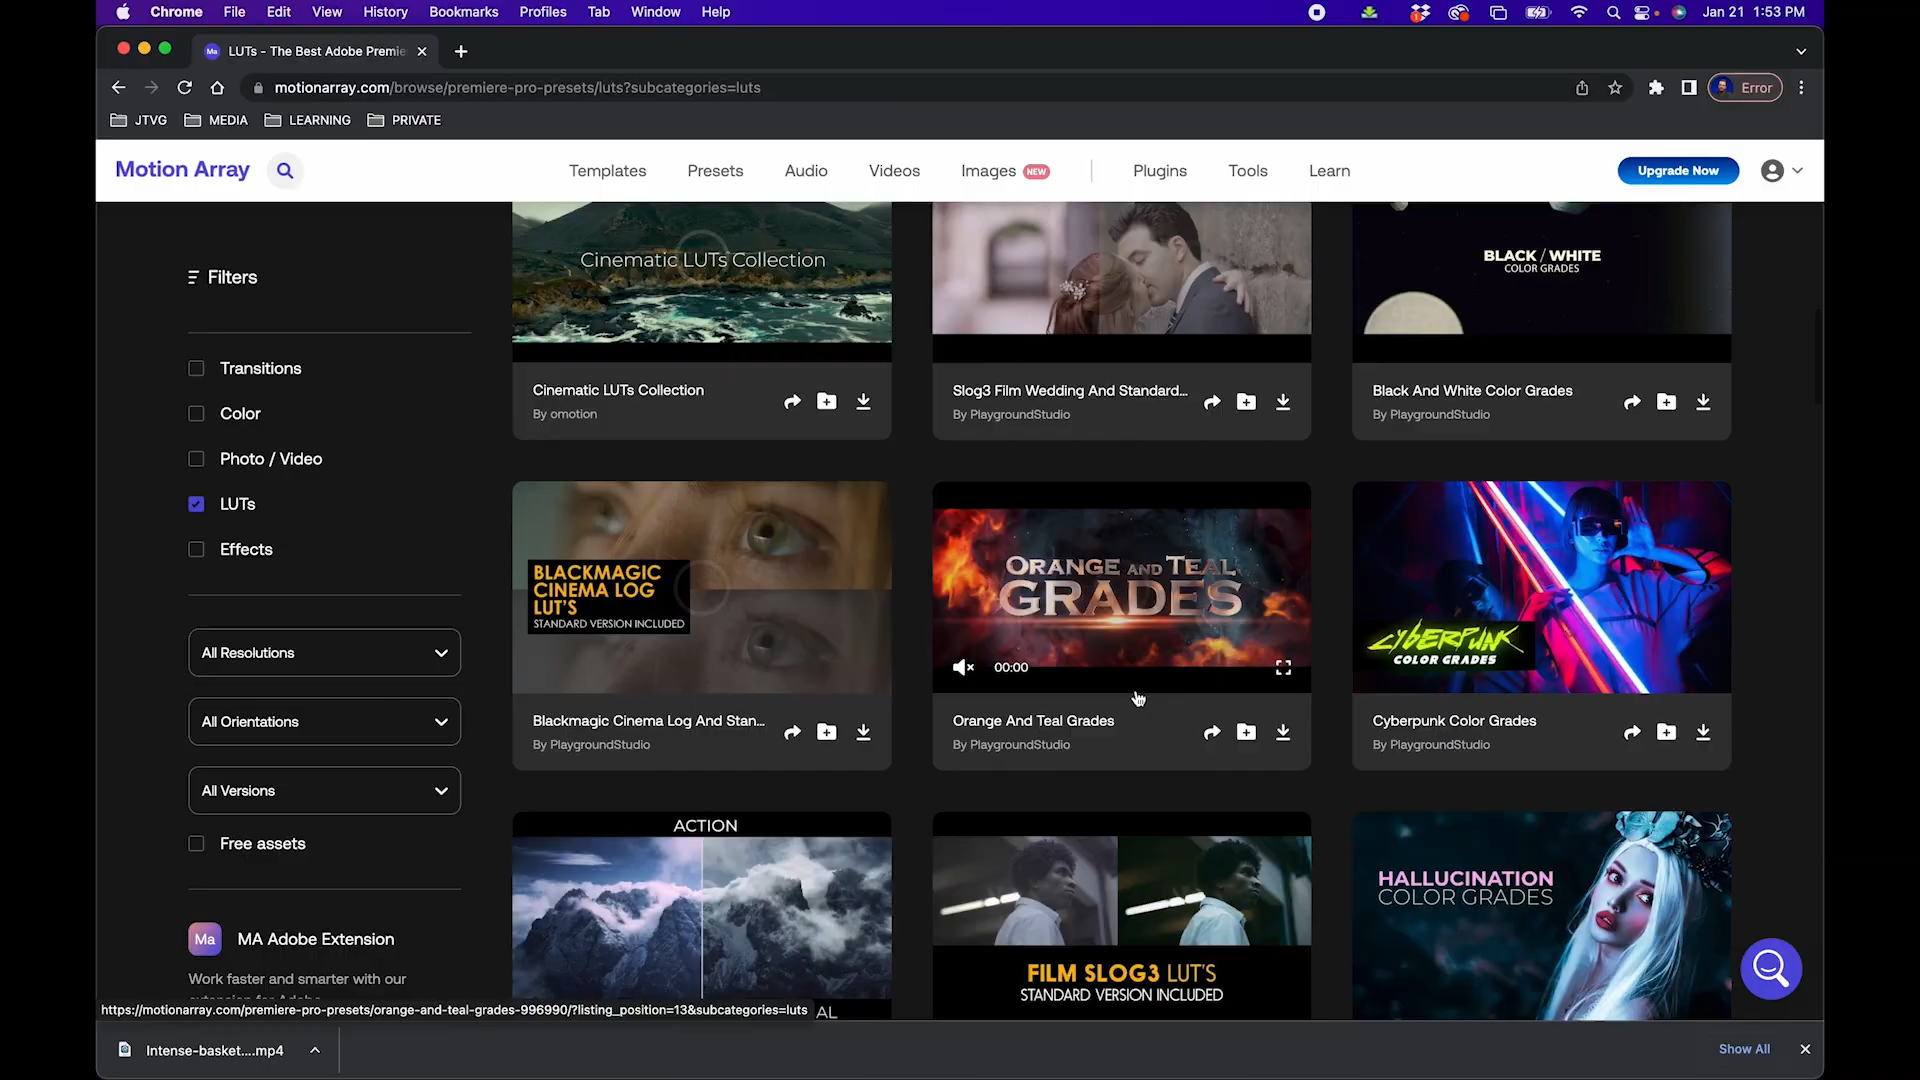 Chrome File Edit View History Bookmarks Profiles Tab Window Help
Jan 21 1:53 PM
LUTs - The Best Adobe Premie
motionarray.com/browse/premiere-pro-presets/luts?subcategories=luts
Error
JTVG MEDIA LEARNING PRIVATE
Motion Array
Templates Presets Audio Videos Images NEW Plugins Tools Learn
Upgrade Now
Filters
Transitions
Color
Photo / Video
LUTs
Effects
All Resolutions
All Orientations
All Versions
Free assets
Ma MA Adobe Extension
Work faster and smarter with our
Cinematic LUTs Collection
BLACK / WHITE
COLOR GRADES
Cinematic LUTs Collection
By omotion
Slog3 Film Wedding And Standard...
By PlaygroundStudio
Black And White Color Grades
By PlaygroundStudio
BLACKMAGIC
CINEMA LOG
LUT'S
STANDARD VERSION INCLUDED
ORANGE AND TEAL
GRADES
00:00
CYBERPUNK
COLOR GRADES
Blackmagic Cinema Log And Stan...
By PlaygroundStudio
Orange And Teal Grades
By PlaygroundStudio
Cyberpunk Color Grades
By PlaygroundStudio
ACTION
FILM SLOG3 LUT'S
STANDARD VERSION INCLUDED
HALLUCINATION
COLOR GRADES
https://motionarray.com/premiere-pro-presets/orange-and-teal-grades-996990/?listing_position=13&subcategories=luts
Intense-basket....mp4
Show All